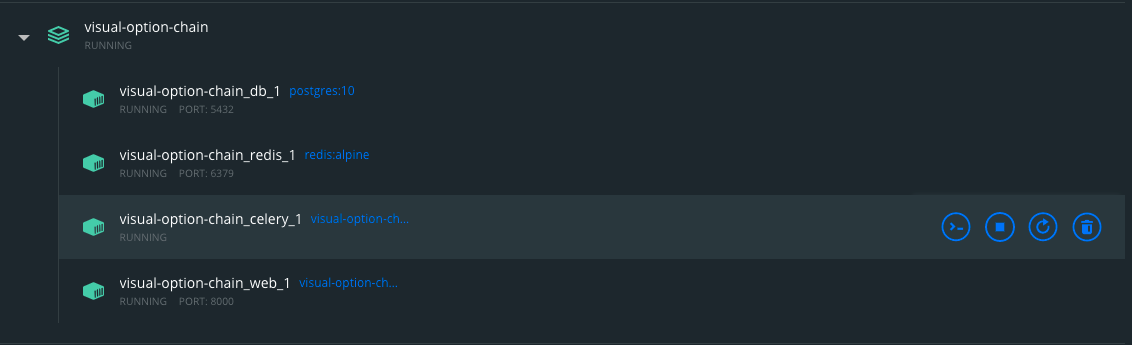 visual-option-chain
RUNNING
visual-option-chain_db_1 postgres:10
RUNNING PORT: 5432
visual-option-chain_redis_1 redis:alpine
RUNNING PORT: 6379
visual-option-chain_celery_1 visual-option-ch...
RUNNING
visual-option-chain_web_1 visual-option-ch...
RUNNING PORT: 8000